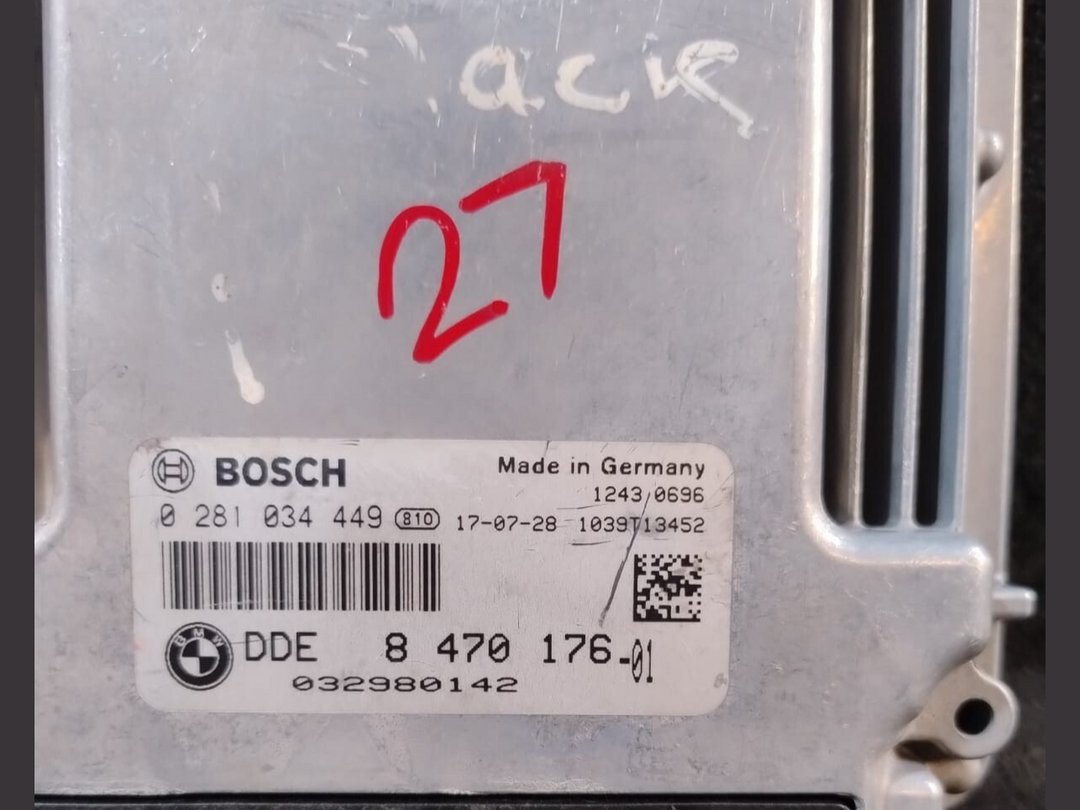 ack
27
BOSCH Made in Germany
1243 0696
0 281 034 449 810 17-07-28 1039T13452
BMW DDE 8 470 176-01
032980142